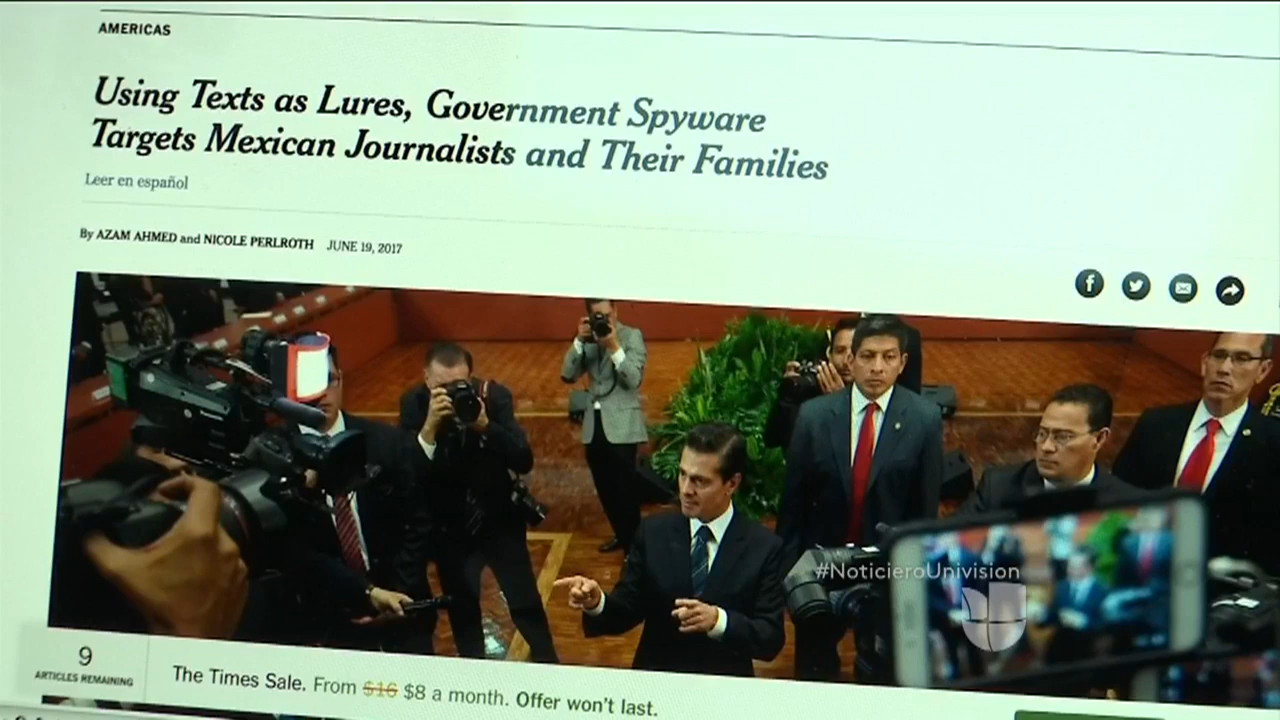 AMERICAS
Using Texts as Lures, Government Spyware
Targets Mexican Journalists and Their Families
Leer en español
By AZAM AHMED and NICOLE PERLROTH JUNE 19, 2017
#NoticieroUnivision
9
ARTICLES REMAINING
The Times Sale. From $16 $8 a month. Offer won't last.